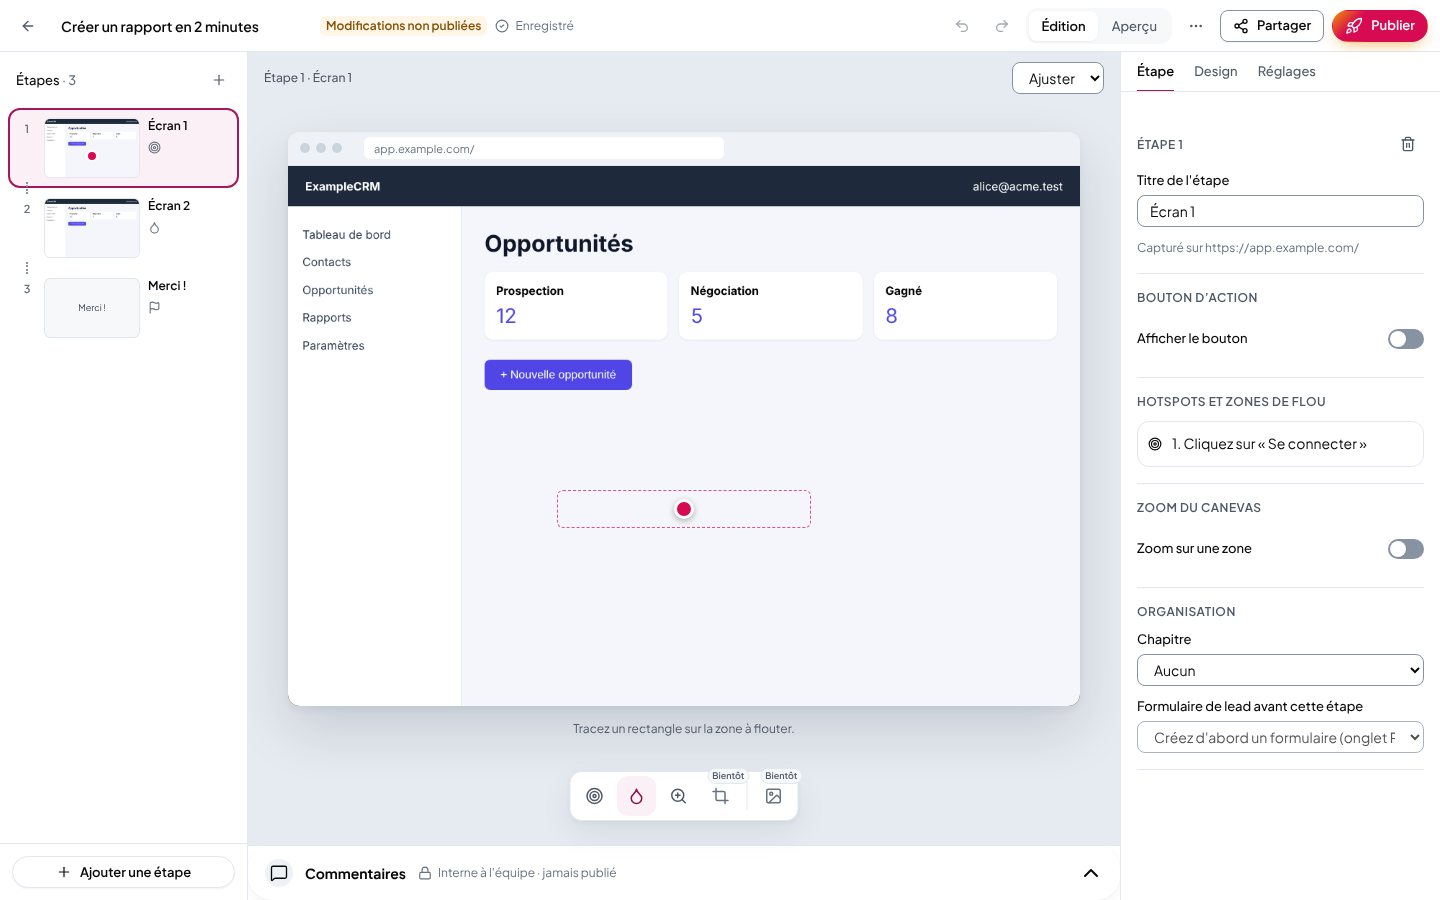 Créer un rapport en 2 minutes
Modifications non publiées
Enregistré
Édition
Aperçu
Partager
Publier
Étapes · 3
1
Écran 1
2
Écran 2
3
Merci !
Merci !
Ajouter une étape
Étape 1 · Écran 1
Ajuster
app.example.com/
ExampleCRM
alice@acme.test
Tableau de bord
Contacts
Opportunités
Rapports
Paramètres
Opportunités
Prospection
12
Négociation
5
Gagné
8
+ Nouvelle opportunité
Tracez un rectangle sur la zone à flouter.
Bientôt
Bientôt
Commentaires
Interne à l'équipe · jamais publié
Étape
Design
Réglages
ÉTAPE 1
Titre de l'étape
Écran 1
Capturé sur https://app.example.com/
BOUTON D'ACTION
Afficher le bouton
HOTSPOTS ET ZONES DE FLOU
1. Cliquez sur « Se connecter »
ZOOM DU CANEVAS
Zoom sur une zone
ORGANISATION
Chapitre
Aucun
Formulaire de lead avant cette étape
Créez d'abord un formulaire (onglet